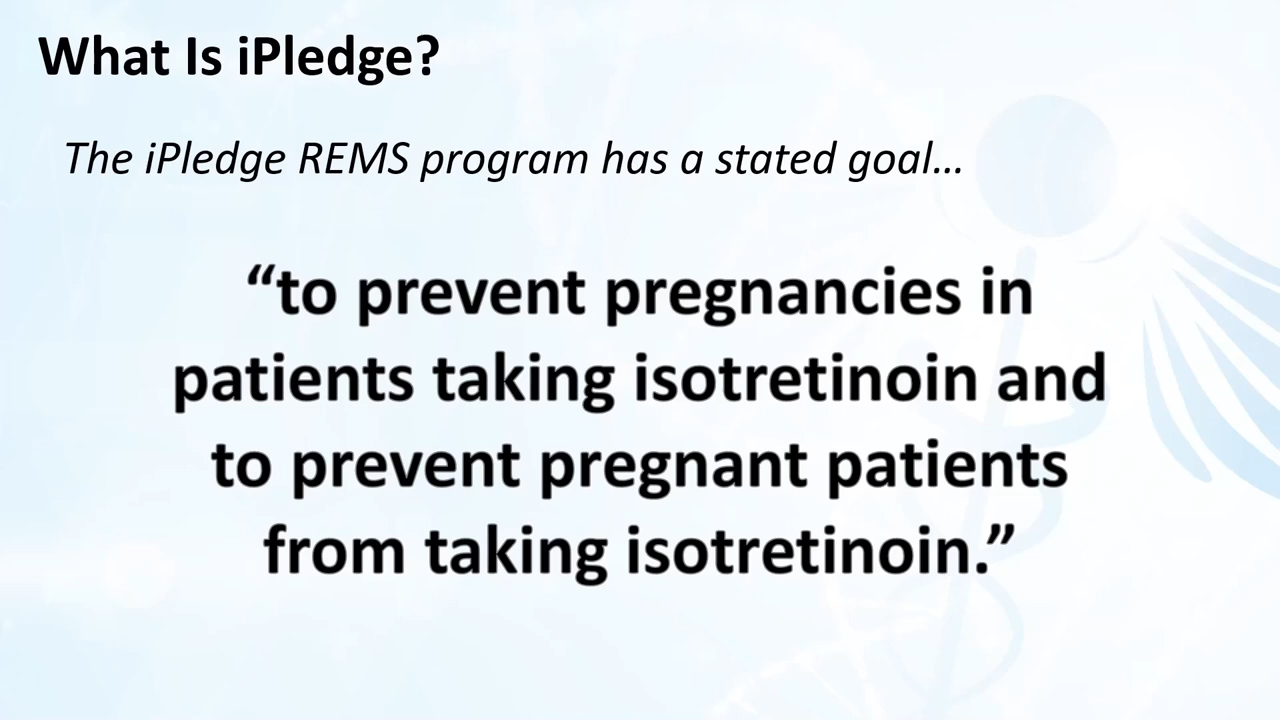 What Is iPledge?
The iPledge REMS program has a stated goal…
“to prevent pregnancies in
patients taking isotretinoin and
to prevent pregnant patients
from taking isotretinoin.”